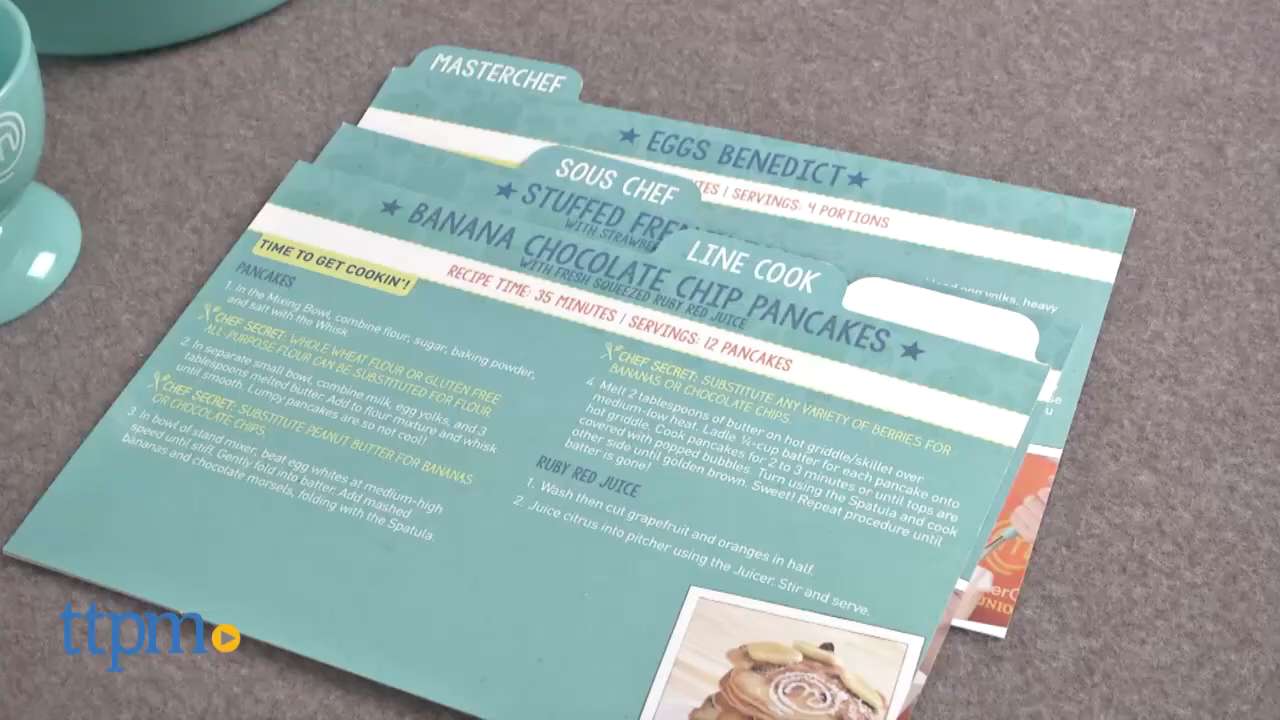 MASTERCHEF
★ EGGS BENEDICT ★
SERVINGS: 4 PORTIONS
SOUS CHEF
★ STUFFED
WITH
LINE COOK
★ BANANA CHOCOLATE CHIP PANCAKES ★
WITH FRESH SQUEEZED RUBY RED JUICE
RECIPE TIME: 35 MINUTES | SERVINGS: 12 PANCAKES
TIME TO GET COOKIN'!
PANCAKES
1. In the Mixing Bowl, combine flour, sugar, baking powder,
and salt with the Whisk.
CHEF SECRET: WHOLE WHEAT FLOUR OR GLUTEN FREE
ALL-PURPOSE FLOUR CAN BE SUBSTITUTED FOR FLOUR
2. In separate small bowl, combine milk, egg yolks, and 3
tablespoons melted butter. Add to flour mixture and whisk
until smooth. Lumpy pancakes are so not cool!
CHEF SECRET: SUBSTITUTE PEANUT BUTTER FOR BANANAS
OR CHOCOLATE CHIPS.
3. In bowl of stand mixer, beat egg whites at medium-high
speed until stiff. Gently fold into batter. Add mashed
bananas and chocolate morsels, folding with the Spatula.
CHEF SECRET: SUBSTITUTE ANY VARIETY OF BERRIES FOR
BANANAS OR CHOCOLATE CHIPS.
4. Melt 2 tablespoons of butter on hot griddle/skillet over
medium-low heat. Ladle ¼-cup batter for each pancake onto
hot griddle. Cook pancakes for 2 to 3 minutes or until tops are
covered with popped bubbles. Turn using the Spatula and cook
other side until golden brown. Sweet! Repeat procedure until
batter is gone!
RUBY RED JUICE
1. Wash then cut grapefruit and oranges in half.
2. Juice citrus into pitcher using the Juicer. Stir and serve.
egg yolks, heavy
ttpm